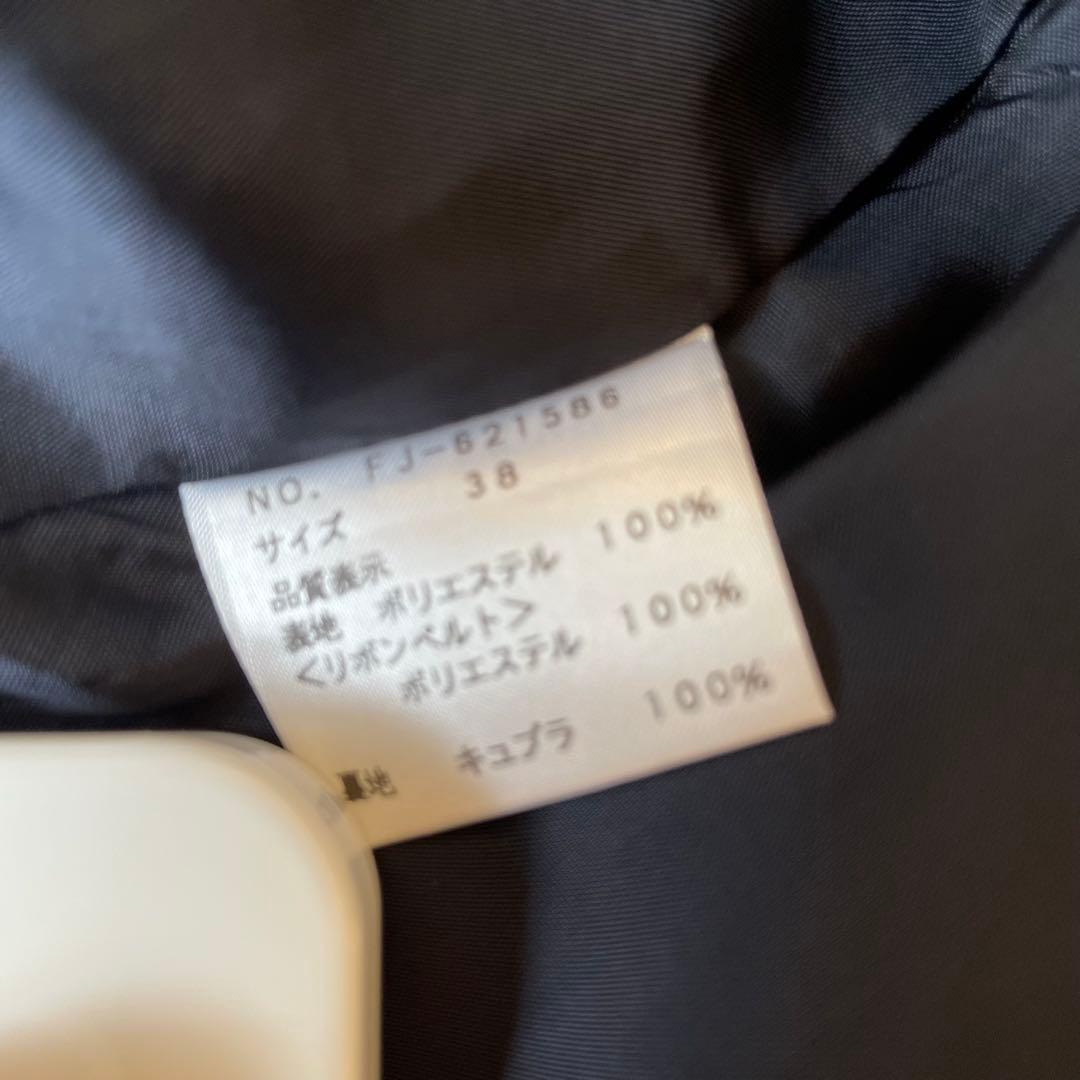 NO. FJ-621586
サイズ 38
品質表示
表地 ポリエステル 100%
<リボンベルト>
ポリエステル 100%
裏地 キュプラ 100%